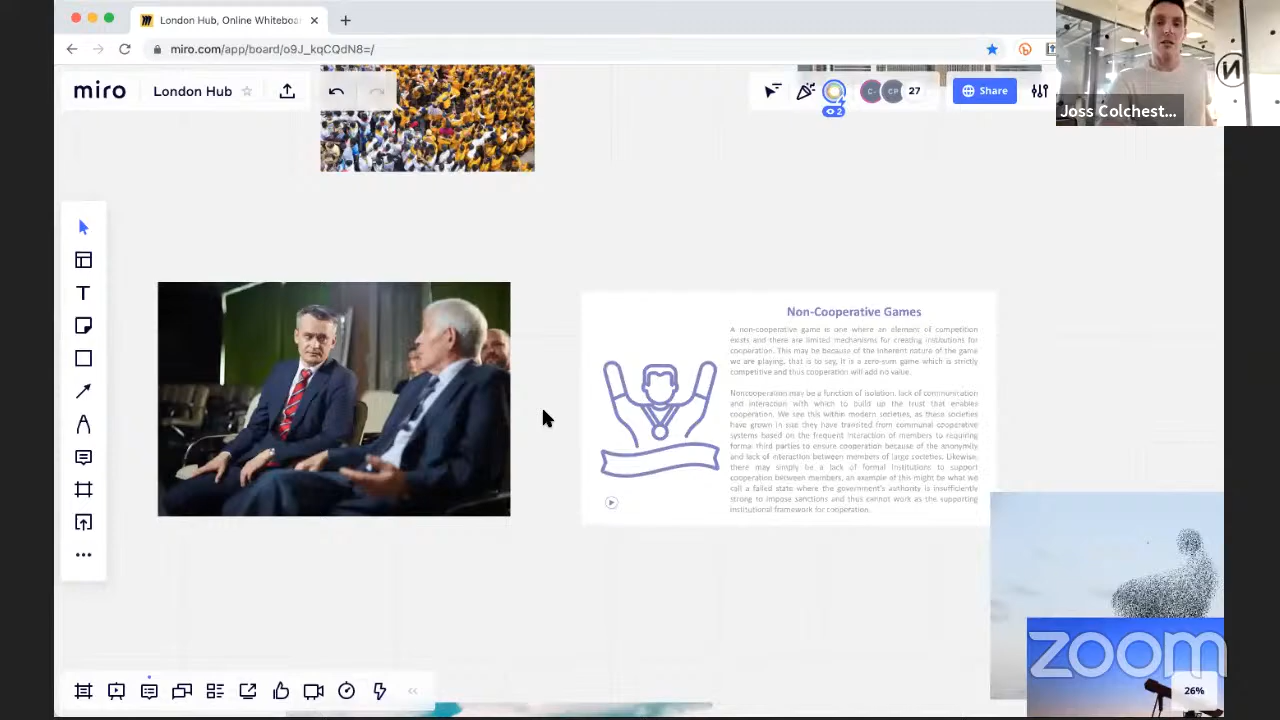 London Hub, Online Whiteboa
miro.com/app/board/o9J_kqCQdN8=/
miro
London Hub
C-
CP
27
Share
2
Joss Colchest...
Non-Cooperative Games
A non-cooperative game is one where an element of competition
exists and there are limited mechanisms for creating institutions for
cooperation. This may be because of the inherent nature of the game
we are playing, that is to say, it is a zero-sum game which is strictly
competitive and thus cooperation will add no value.
Noncooperation may be a function of isolation, lack of communication
and interaction with which to build up the trust that enables
cooperation. We see this within modern societies, as these societies
have grown in size they have transited from communal cooperative
systems based on the frequent interaction of members to requiring
formal third parties to ensure cooperation because of the anonymity
and lack of interaction between members of large societies. Likewise,
there may simply be a lack of formal institutions to support
cooperation between members, an example of this might be what we
call a failed state where the government's authority is insufficiently
strong to impose sanctions and thus cannot work as the supporting
institutional framework for cooperation.
zoom
26%